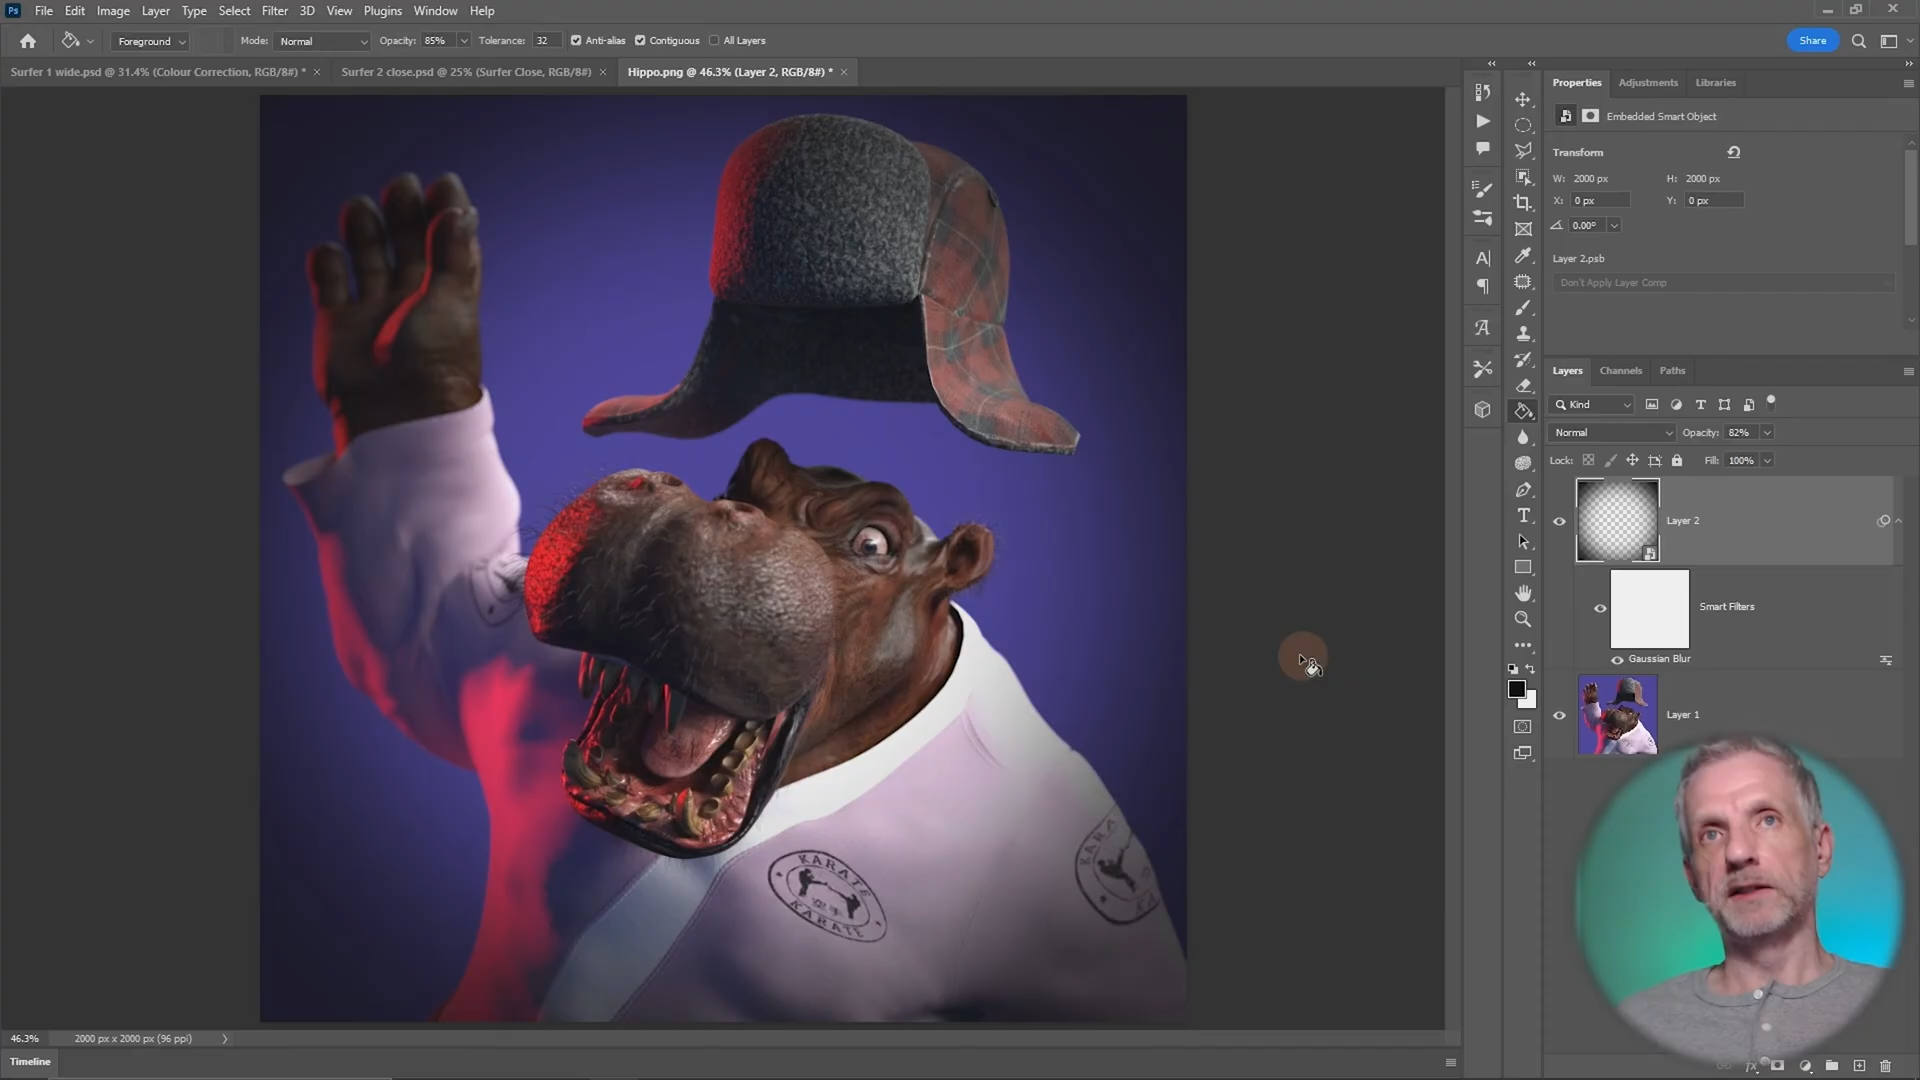 Ps File Edit Image Layer Type Select Filter 3D View Plugins Window Help
Foreground Mode: Normal Opacity: 85% Tolerance: 32 Anti-alias Contiguous All Layers Share
Surfer 1 wide.psd @ 31.4% (Colour Correction, RGB/8#) * × Surfer 2 close.psd @ 25% (Surfer Close, RGB/8#) × Hippo.png @ 46.3% (Layer 2, RGB/8#) * ×
Properties Adjustments Libraries
Embedded Smart Object
Transform
W: 2000 px H: 2000 px
X: 0 px Y: 0 px
0.00°
Layer 2.psb
Don't Apply Layer Comp
Layers Channels Paths
Kind
Normal Opacity: 82%
Lock: Fill: 100%
Layer 2
Smart Filters
Gaussian Blur
Layer 1
KARATE
空手
KARATE
KARA
KA
46.3% 2000 px x 2000 px (96 ppi)
Timeline